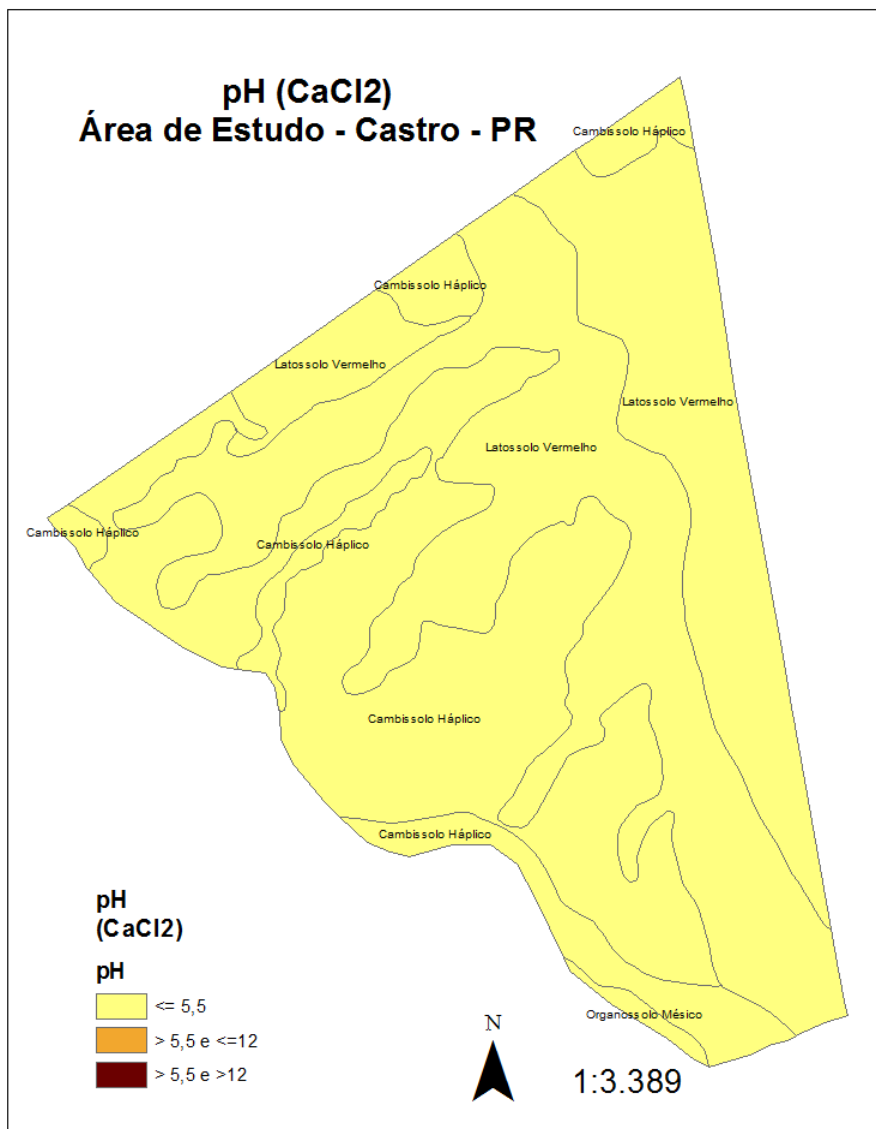 pH (CaCl2)
Área de Estudo - Castro - PR
Cambissolo Háplico
Cambissolo Háplico
Latossolo Vermelho
Latossolo Vermelho
Latossolo Vermelho
Cambissolo Háplico
Cambissolo Háplico
Cambissolo Háplico
Cambissolo Háplico
Organossolo Mésico
pH
(CaCl2)
pH
<= 5,5
> 5,5 e <=12
> 5,5 e >12
N
1:3.389